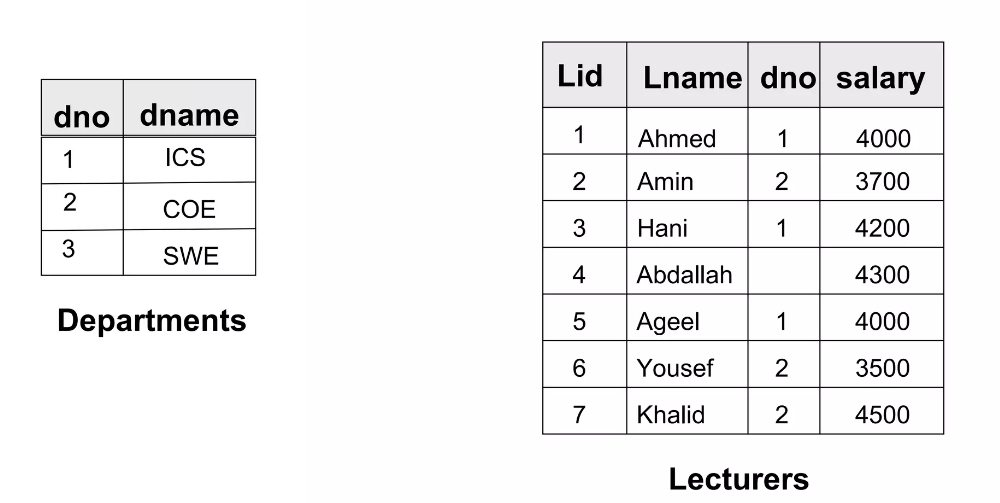 dno dname
1 ICS
2 COE
3 SWE
Departments
Lid Lname dno salary
1 Ahmed 1 4000
2 Amin 2 3700
3 Hani 1 4200
4 Abdallah 4300
5 Ageel 1 4000
6 Yousef 2 3500
7 Khalid 2 4500
Lecturers